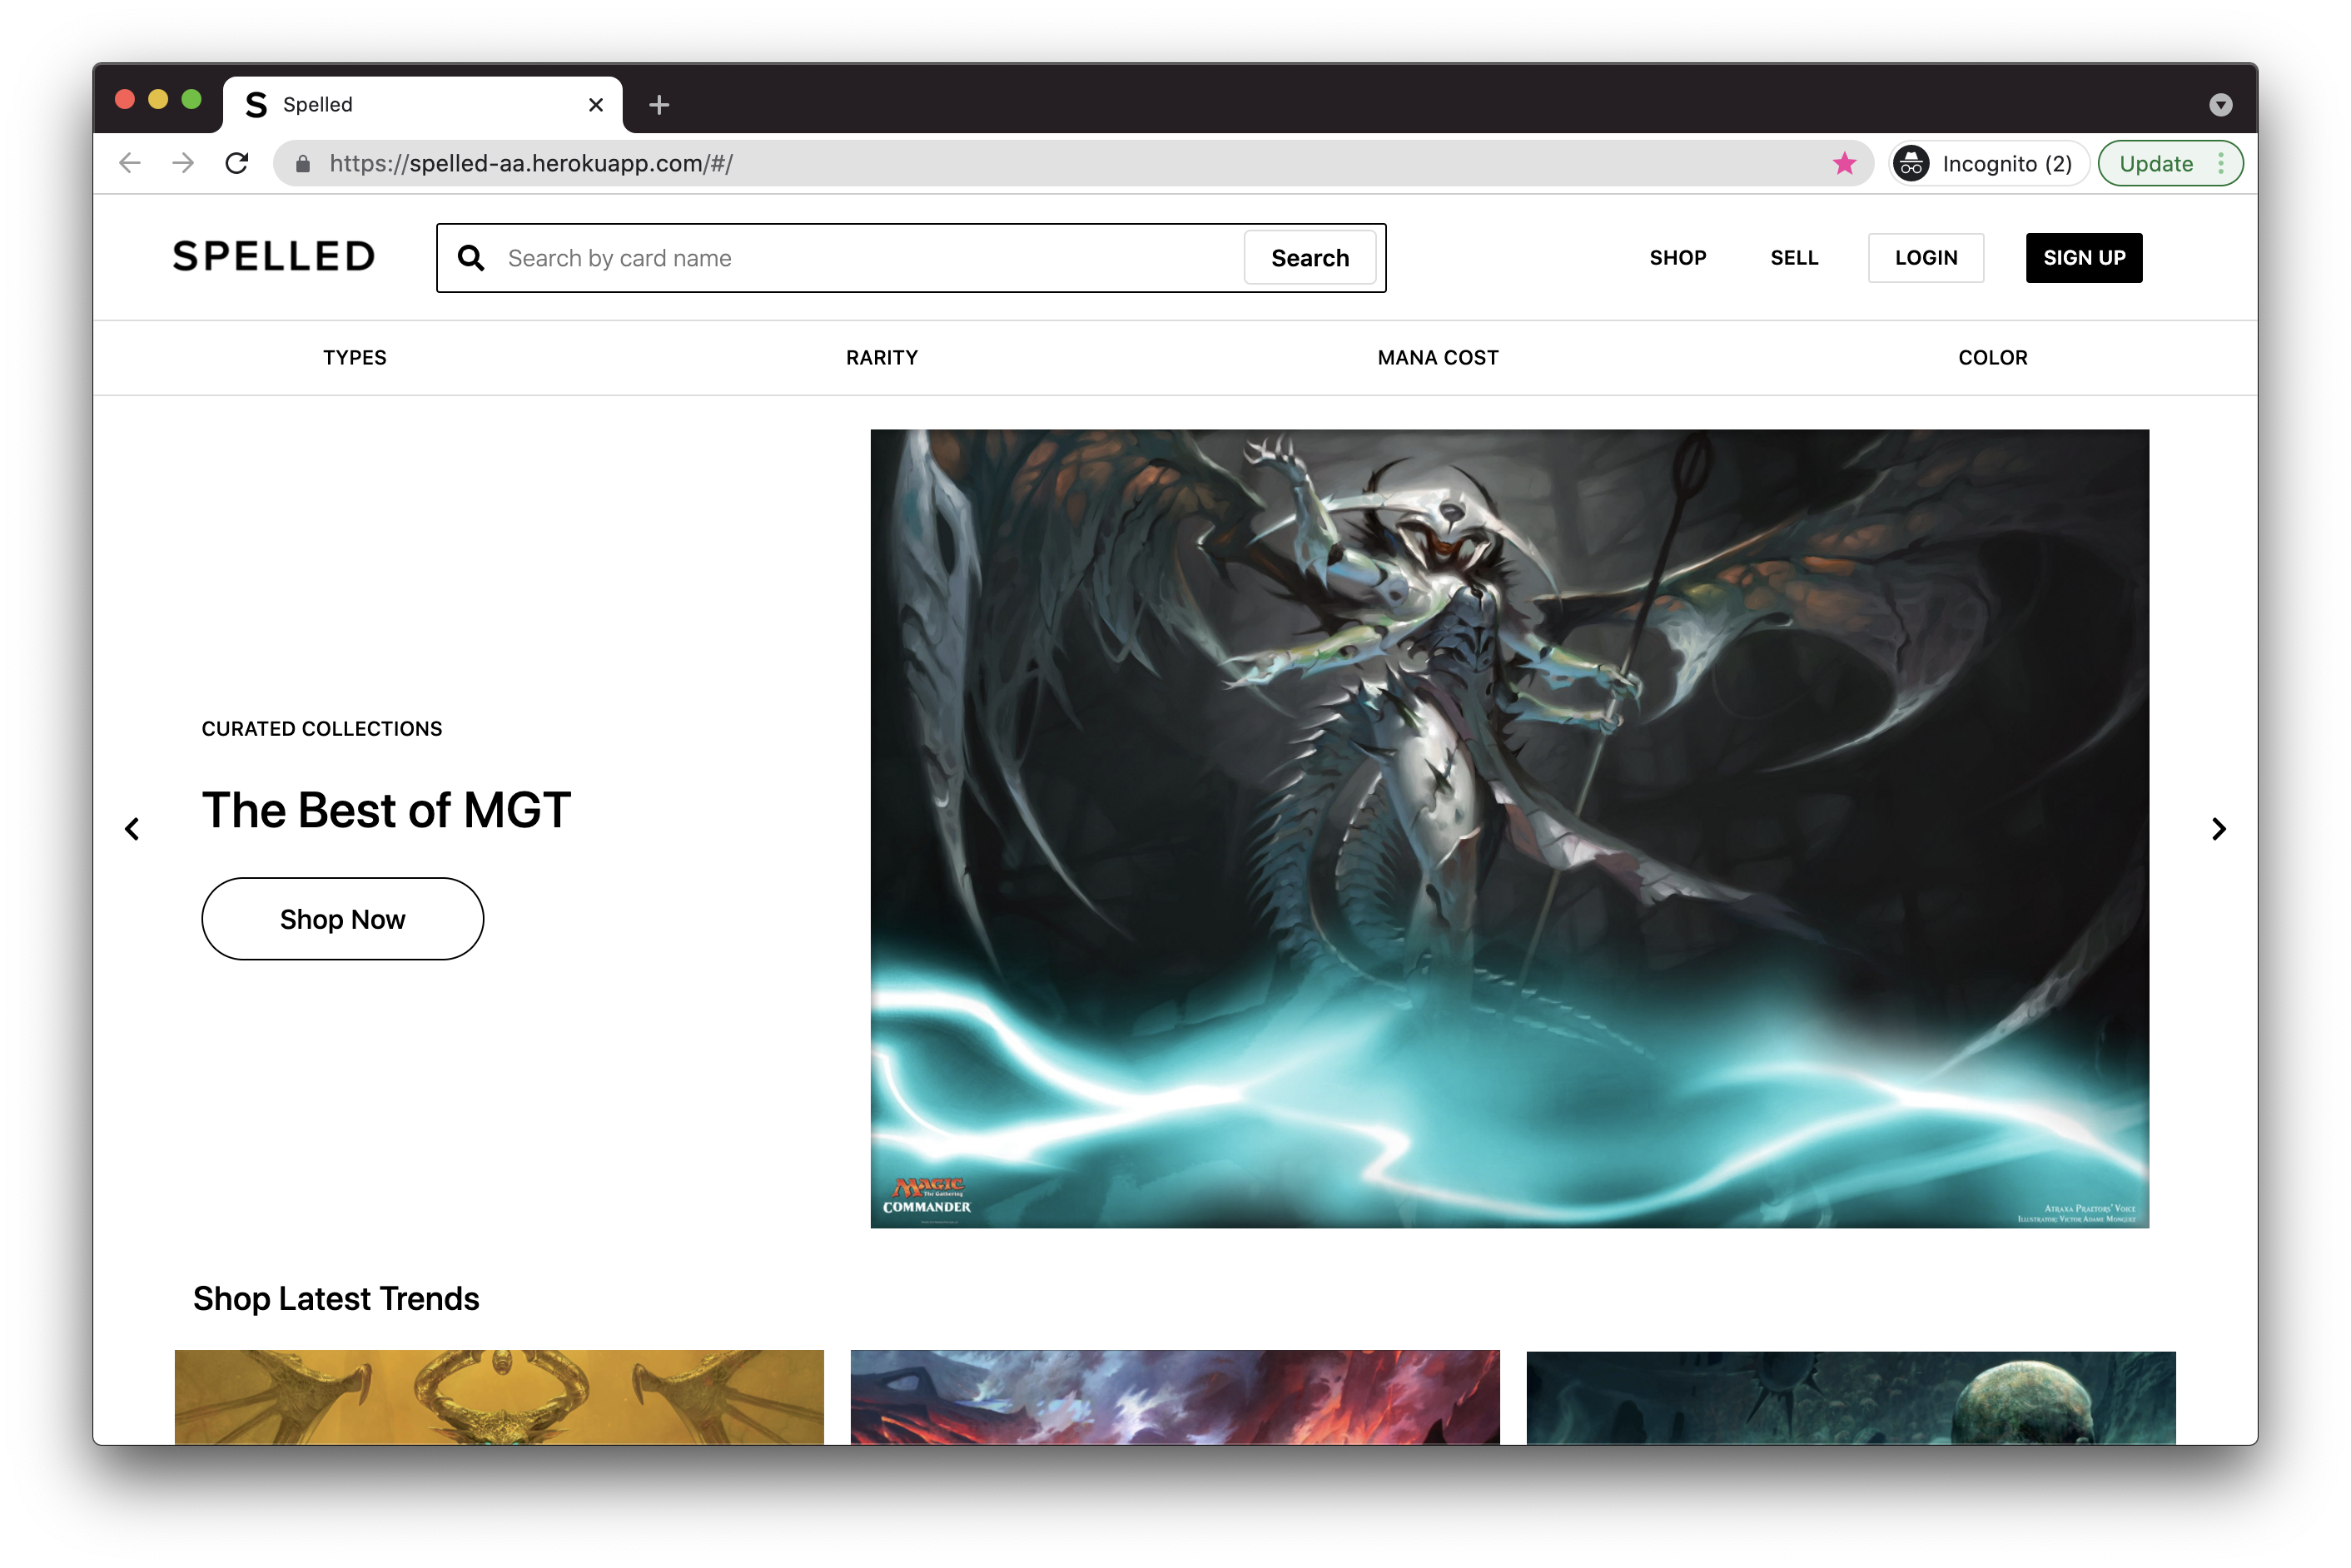 S Spelled
https://spelled-aa.herokuapp.com/#/ Incognito (2) Update
SPELLED Search by card name Search SHOP SELL LOGIN SIGN UP
TYPES RARITY MANA COST COLOR
CURATED COLLECTIONS
The Best of MGT
Shop Now
MAGIC
The Gathering
COMMANDER
ATRAXA PRAETORS' VOICE
ILLUSTRATOR: VICTOR ADAME MINGUEZ
Shop Latest Trends